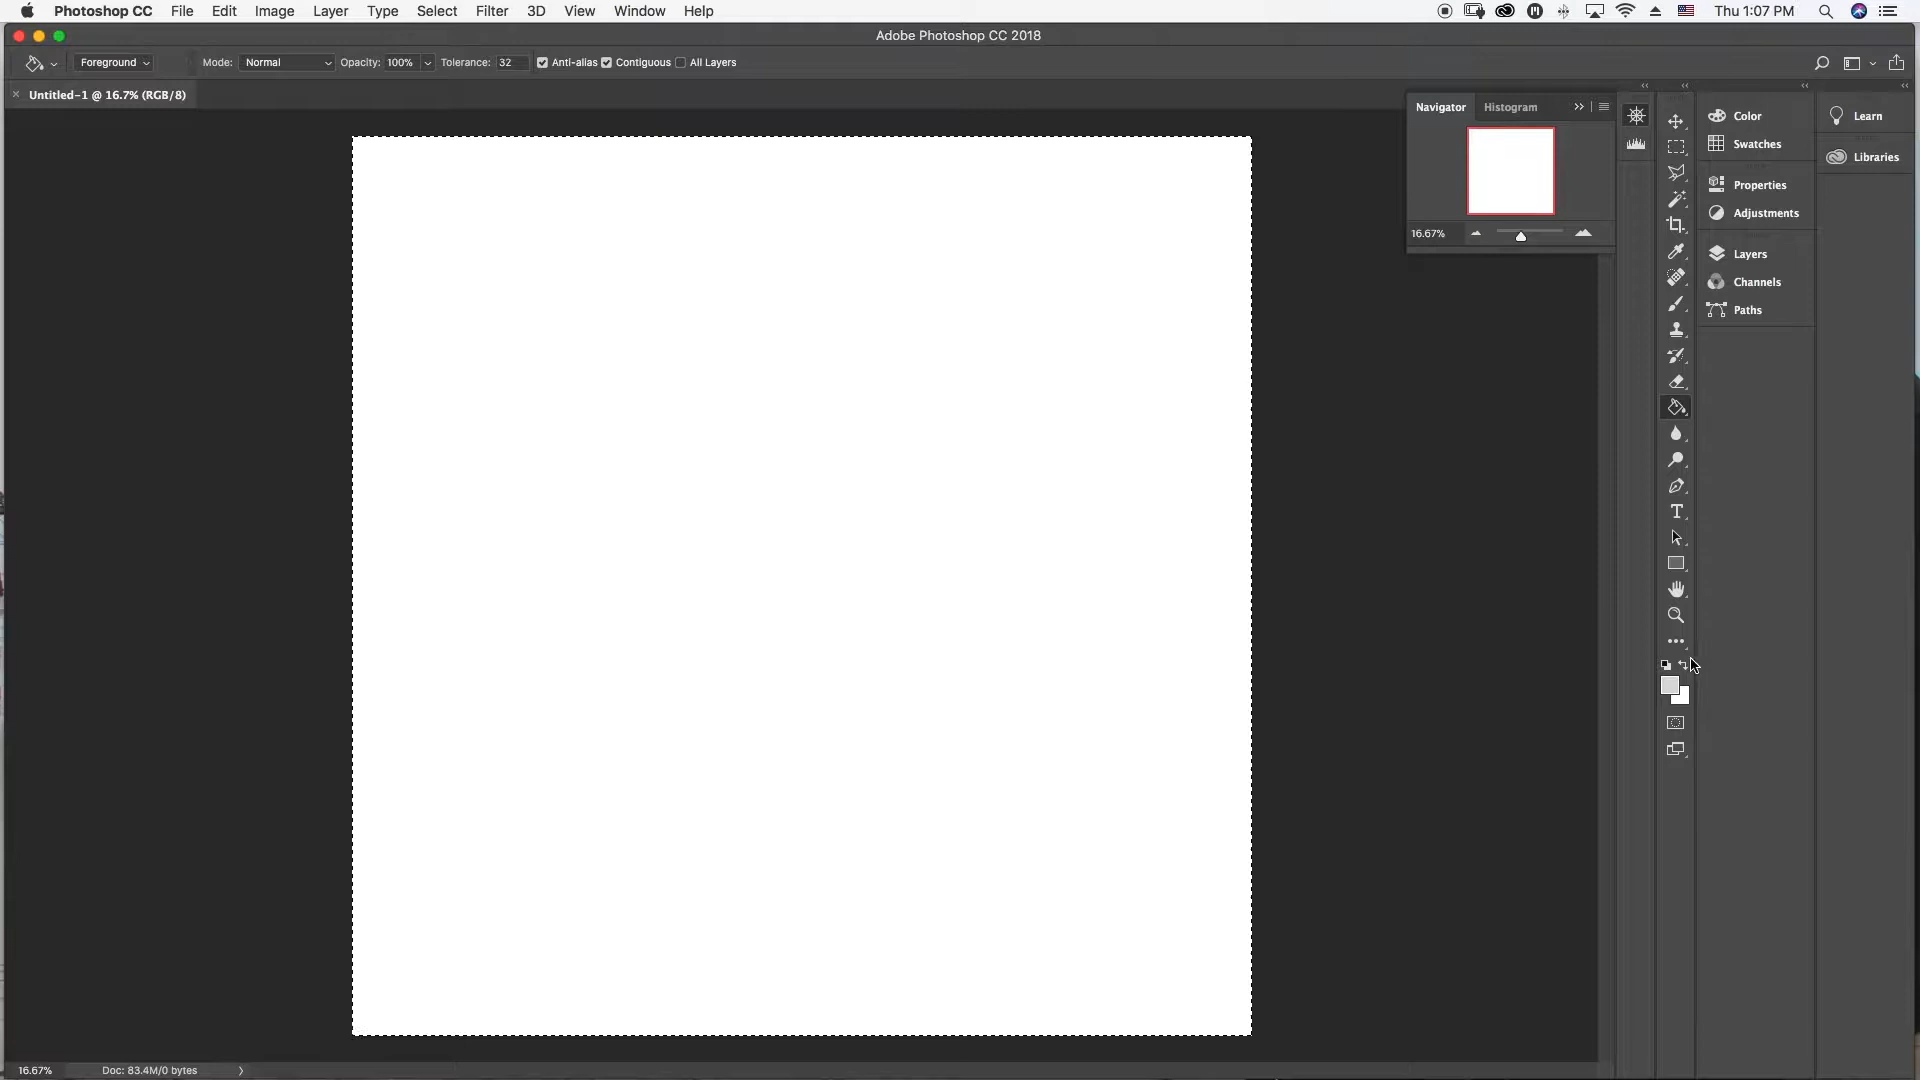 Photoshop CC File Edit Image Layer Type Select Filter 3D View Window Help Thu 1:07 PM
Adobe Photoshop CC 2018
Foreground Mode: Normal Opacity: 100% Tolerance: 32 Anti-alias Contiguous All Layers
Untitled-1 @ 16.7% (RGB/8)
Navigator Histogram
16.67%
Color
Swatches
Properties
Adjustments
Layers
Channels
Paths
Learn
Libraries
16.67% Doc: 83.4M/0 bytes